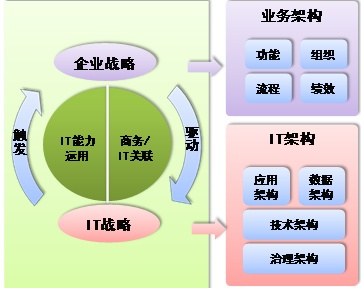 企业战略
触发
IT能力
运用
商务/
IT关联
驱动
IT战略
业务架构
功能
组织
流程
绩效
IT架构
应用
架构
数据
架构
技术架构
治理架构